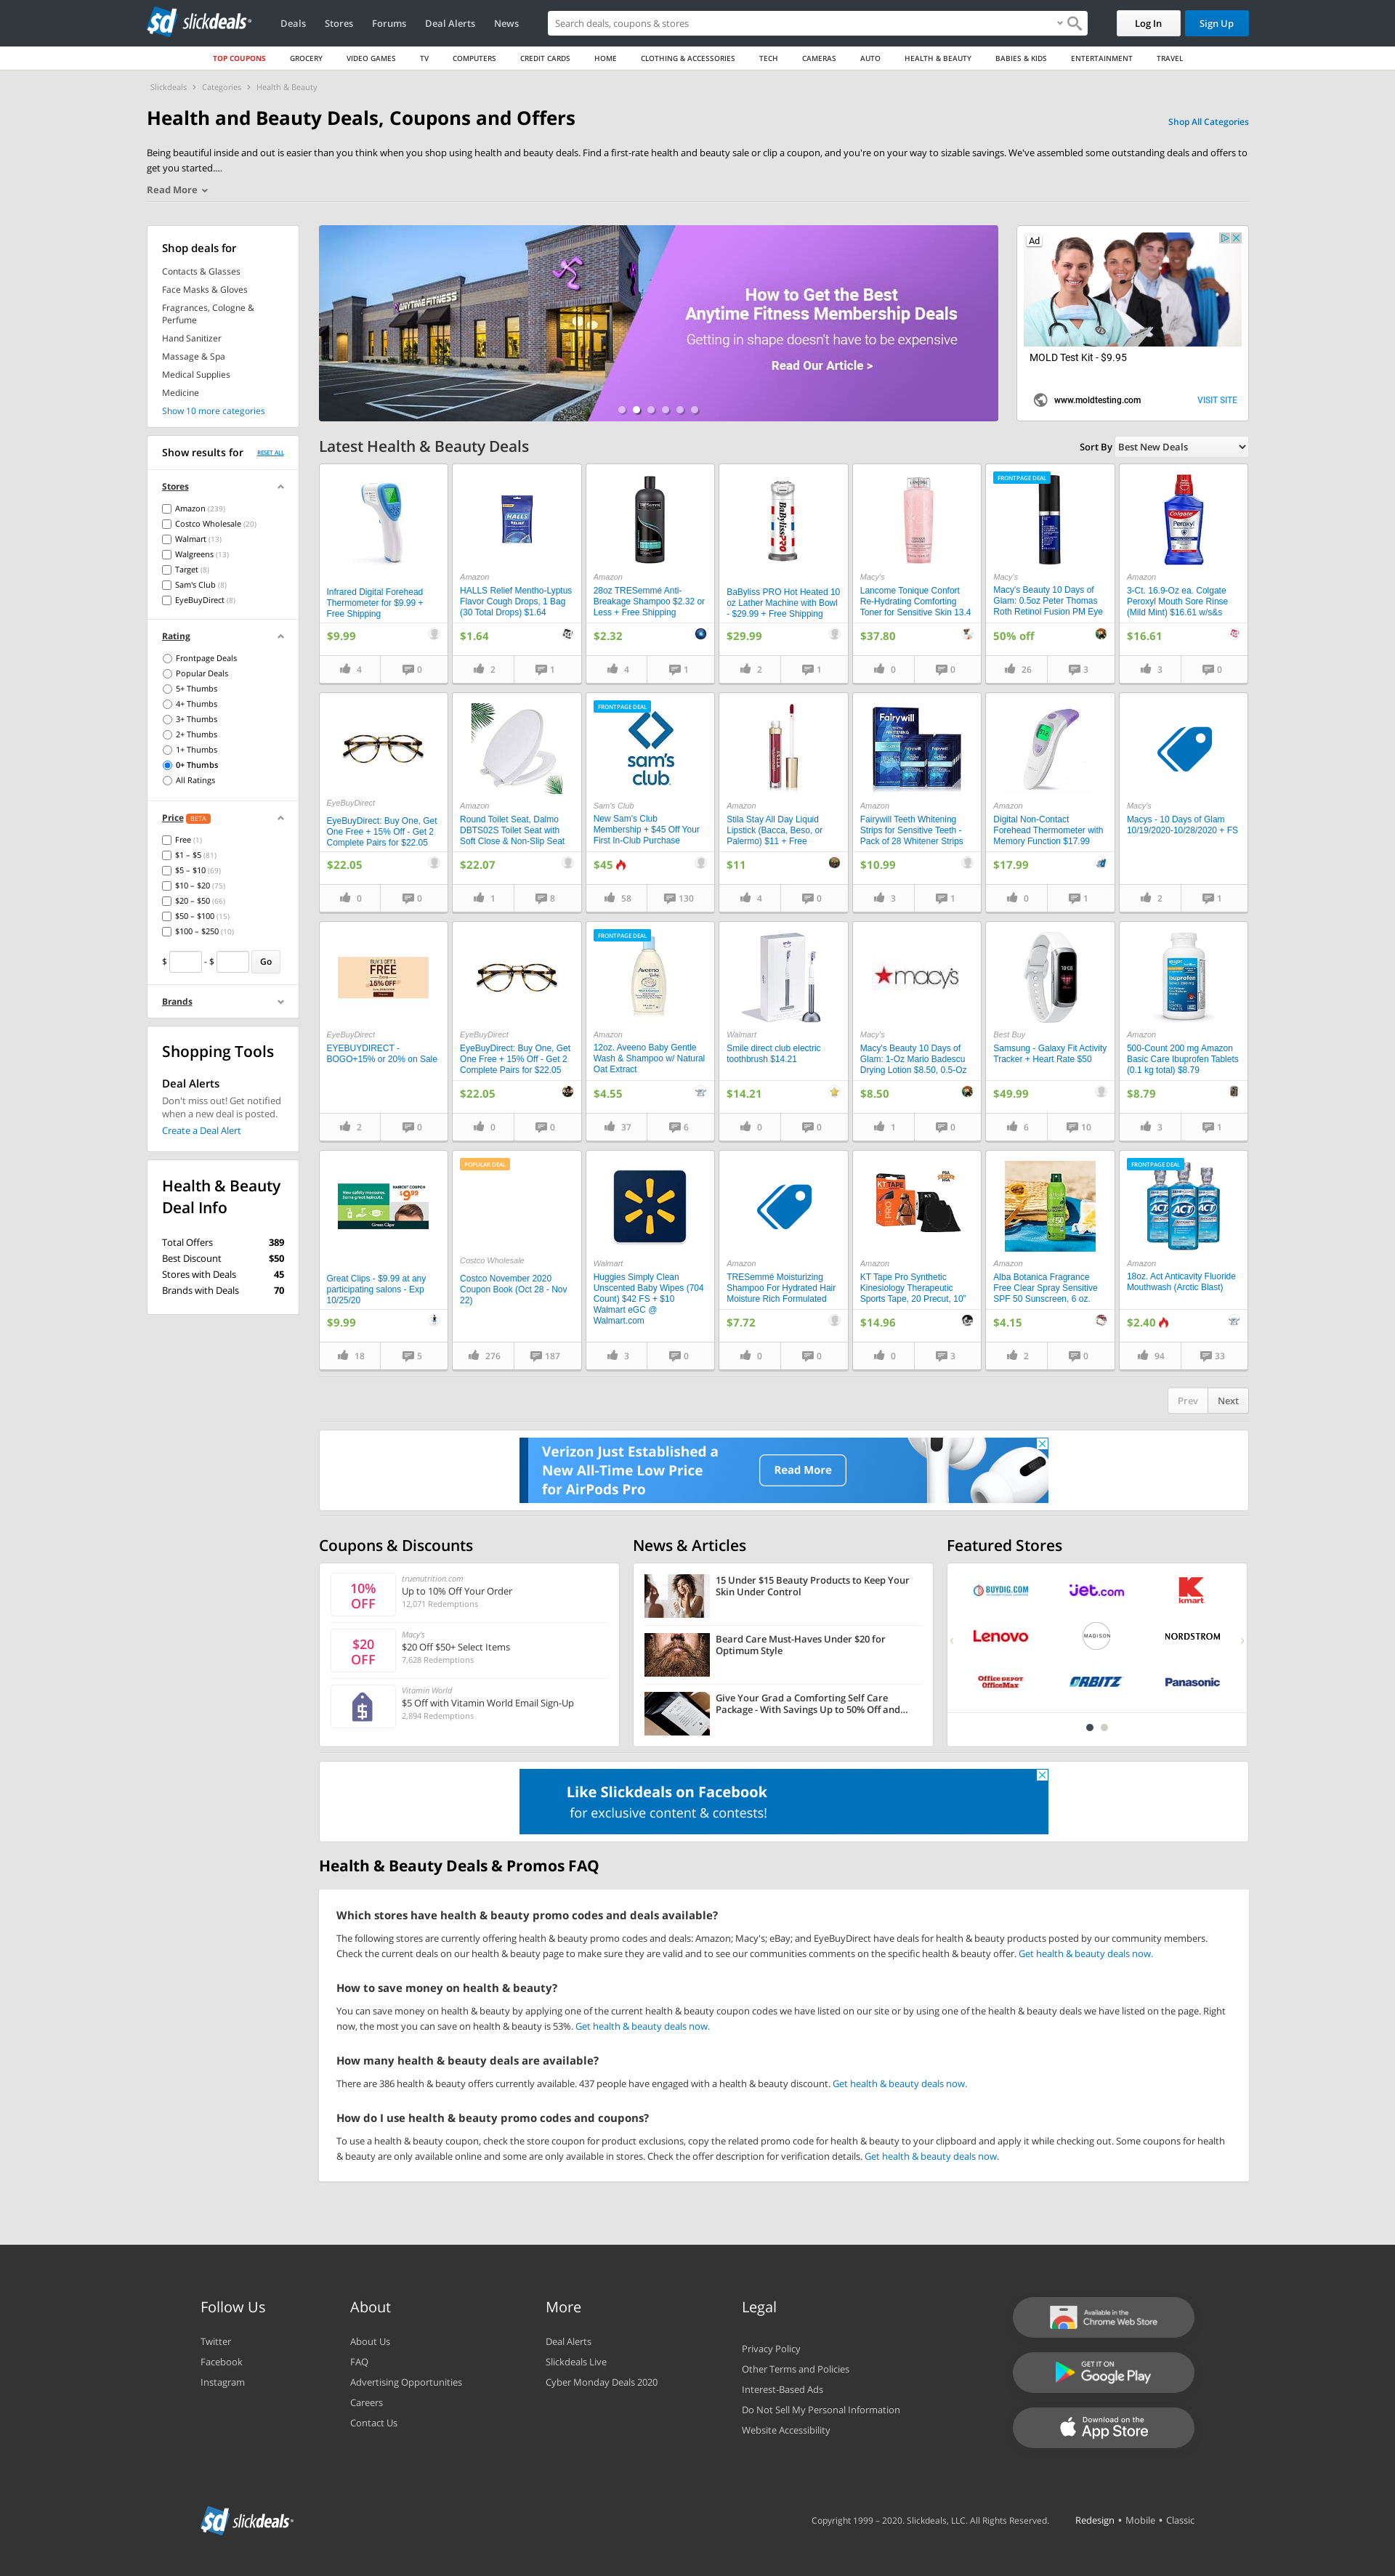 slickdeals
Deals
Stores
Forums
Deal Alerts
News
Search deals, coupons & stores
Log In
Sign Up
TOP COUPONS
GROCERY
VIDEO GAMES
TV
COMPUTERS
CREDIT CARDS
HOME
CLOTHING & ACCESSORIES
TECH
CAMERAS
AUTO
HEALTH & BEAUTY
BABIES & KIDS
ENTERTAINMENT
TRAVEL
Slickdeals › Categories › Health & Beauty
Health and Beauty Deals, Coupons and Offers
Shop All Categories
Being beautiful inside and out is easier than you think when you shop using health and beauty deals. Find a first-rate health and beauty sale or clip a coupon, and you're on your way to sizable savings. We've assembled some outstanding deals and offers to
get you started....
Read More
Shop deals for
Contacts & Glasses
Face Masks & Gloves
Fragrances, Cologne &
Perfume
Hand Sanitizer
Massage & Spa
Medical Supplies
Medicine
Show 10 more categories
Show results for
RESET ALL
Stores
Amazon (239)
Costco Wholesale (20)
Walmart (13)
Walgreens (13)
Target (8)
Sam's Club (8)
EyeBuyDirect (8)
Rating
Frontpage Deals
Popular Deals
5+ Thumbs
4+ Thumbs
3+ Thumbs
2+ Thumbs
1+ Thumbs
0+ Thumbs
All Ratings
Price BETA
Free (1)
$1 – $5 (81)
$5 – $10 (69)
$10 – $20 (75)
$20 – $50 (66)
$50 – $100 (15)
$100 – $250 (10)
$ - $ Go
Brands
Shopping Tools
Deal Alerts
Don't miss out! Get notified
when a new deal is posted.
Create a Deal Alert
Health & Beauty
Deal Info
Total Offers 389
Best Discount $50
Stores with Deals 45
Brands with Deals 70
ANYTIME FITNESS
How to Get the Best
Anytime Fitness Membership Deals
Getting in shape doesn't have to be expensive
Read Our Article >
Ad
MOLD Test Kit - $9.95
www.moldtesting.com
VISIT SITE
Latest Health & Beauty Deals
Sort By Best New Deals
Infrared Digital Forehead
Thermometer for $9.99 +
Free Shipping
$9.99
4 0
HALLS
RELIEF
Amazon
HALLS Relief Mentho-Lyptus
Flavor Cough Drops, 1 Bag
(30 Total Drops) $1.64
$1.64
2 1
Amazon
28oz TRESemmé Anti-
Breakage Shampoo $2.32 or
Less + Free Shipping
$2.32
4 1
BaBylissPRO
BaByliss PRO Hot Heated 10
oz Lather Machine with Bowl
- $29.99 + Free Shipping
$29.99
2 1
Macy's
Lancome Tonique Confort
Re-Hydrating Comforting
Toner for Sensitive Skin 13.4
$37.80
0 0
FRONTPAGE DEAL
Macy's
Macy's Beauty 10 Days of
Glam: 0.5oz Peter Thomas
Roth Retinol Fusion PM Eye
50% off
26 3
Colgate
Peroxyl
Amazon
3-Ct. 16.9-Oz ea. Colgate
Peroxyl Mouth Sore Rinse
(Mild Mint) $16.61 w/s&s
$16.61
3 0
EyeBuyDirect
EyeBuyDirect: Buy One, Get
One Free + 15% Off - Get 2
Complete Pairs for $22.05
$22.05
0 0
Amazon
Round Toilet Seat, Dalmo
DBTS02S Toilet Seat with
Soft Close & Non-Slip Seat
$22.07
1 8
FRONTPAGE DEAL
sam's
club
Sam's Club
New Sam's Club
Membership + $45 Off Your
First In-Club Purchase
$45
58 130
Amazon
Stila Stay All Day Liquid
Lipstick (Bacca, Beso, or
Palermo) $11 + Free
$11
4 0
Fairywill
Amazon
Fairywill Teeth Whitening
Strips for Sensitive Teeth -
Pack of 28 Whitener Strips
$10.99
3 1
Amazon
Digital Non-Contact
Forehead Thermometer with
Memory Function $17.99
$17.99
0 1
Macy's
Macys - 10 Days of Glam
10/19/2020-10/28/2020 + FS
2 1
BUY 1 GET 1
FREE
15% OFF
EyeBuyDirect
EYEBUYDIRECT -
BOGO+15% or 20% on Sale
2 0
EyeBuyDirect
EyeBuyDirect: Buy One, Get
One Free + 15% Off - Get 2
Complete Pairs for $22.05
$22.05
0 0
FRONTPAGE DEAL
Aveeno
Amazon
12oz. Aveeno Baby Gentle
Wash & Shampoo w/ Natural
Oat Extract
$4.55
37 6
Walmart
Smile direct club electric
toothbrush $14.21
$14.21
0 0
macy's
Macy's
Macy's Beauty 10 Days of
Glam: 1-Oz Mario Badescu
Drying Lotion $8.50, 0.5-Oz
$8.50
1 0
Best Buy
Samsung - Galaxy Fit Activity
Tracker + Heart Rate $50
$49.99
6 10
Ibuprofen
Amazon
500-Count 200 mg Amazon
Basic Care Ibuprofen Tablets
(0.1 kg total) $8.79
$8.79
3 1
HAIRCUT COUPON
$9.99
Great Clips
Great Clips - $9.99 at any
participating salons - Exp
10/25/20
$9.99
18 5
POPULAR DEAL
Costco Wholesale
Costco November 2020
Coupon Book (Oct 28 - Nov
22)
276 187
Walmart
Huggies Simply Clean
Unscented Baby Wipes (704
Count) $42 FS + $10
Walmart eGC @
Walmart.com
3 0
Amazon
TRESemmé Moisturizing
Shampoo For Hydrated Hair
Moisture Rich Formulated
$7.72
0 0
KT TAPE
PRO
Amazon
KT Tape Pro Synthetic
Kinesiology Therapeutic
Sports Tape, 20 Precut, 10"
$14.96
0 3
Amazon
Alba Botanica Fragrance
Free Clear Spray Sensitive
SPF 50 Sunscreen, 6 oz.
$4.15
2 0
FRONTPAGE DEAL
ACT
Amazon
18oz. Act Anticavity Fluoride
Mouthwash (Arctic Blast)
$2.40
94 33
Prev Next
Verizon Just Established a
New All-Time Low Price
for AirPods Pro
Read More
Coupons & Discounts
10%
OFF
truenutrition.com
Up to 10% Off Your Order
12,071 Redemptions
$20
OFF
Macy's
$20 Off $50+ Select Items
7,628 Redemptions
Vitamin World
$5 Off with Vitamin World Email Sign-Up
2,894 Redemptions
News & Articles
15 Under $15 Beauty Products to Keep Your
Skin Under Control
Beard Care Must-Haves Under $20 for
Optimum Style
Give Your Grad a Comforting Self Care
Package - With Savings Up to 50% Off and...
Featured Stores
BUYDIG.COM
jet.com
kmart
Lenovo
MADISON
NORDSTROM
Office DEPOT
OfficeMax
ORBITZ
Panasonic
Like Slickdeals on Facebook
for exclusive content & contests!
Health & Beauty Deals & Promos FAQ
Which stores have health & beauty promo codes and deals available?
The following stores are currently offering health & beauty promo codes and deals: Amazon; Macy's; eBay; and EyeBuyDirect have deals for health & beauty products posted by our community members.
Check the current deals on our health & beauty page to make sure they are valid and to see our communities comments on the specific health & beauty offer. Get health & beauty deals now.
How to save money on health & beauty?
You can save money on health & beauty by applying one of the current health & beauty coupon codes we have listed on our site or by using one of the health & beauty deals we have listed on the page. Right
now, the most you can save on health & beauty is 53%. Get health & beauty deals now.
How many health & beauty deals are available?
There are 386 health & beauty offers currently available. 437 people have engaged with a health & beauty discount. Get health & beauty deals now.
How do I use health & beauty promo codes and coupons?
To use a health & beauty coupon, check the store coupon for product exclusions, copy the related promo code for health & beauty to your clipboard and apply it while checking out. Some coupons for health
& beauty are only available online and some are only available in stores. Check the offer description for verification details. Get health & beauty deals now.
Follow Us
Twitter
Facebook
Instagram
About
About Us
FAQ
Advertising Opportunities
Careers
Contact Us
More
Deal Alerts
Slickdeals Live
Cyber Monday Deals 2020
Legal
Privacy Policy
Other Terms and Policies
Interest-Based Ads
Do Not Sell My Personal Information
Website Accessibility
Available in the
Chrome Web Store
GET IT ON
Google Play
Download on the
App Store
slickdeals
Copyright 1999 – 2020. Slickdeals, LLC. All Rights Reserved.
Redesign • Mobile • Classic